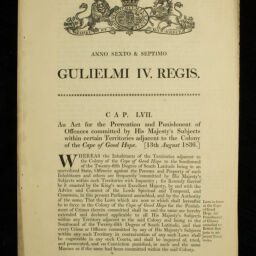 ANNO SEXTO & SEPTIMO
GULIELMI IV. REGIS.
CAP. LVII.
An Act for the Prevention and Punishment of
Offences committed by His Majesty's Subjects
within certain Territories adjacent to the Colony
of the Cape of Good Hope. [13th August 1836.]
WHEREAS the Inhabitants of the Territories adjacent to
the Colony of the Cape of Good Hope to the Southward
of the Twenty-fifth Degree of South Latitude being in an
uncivilized State, Offences against the Persons and Property of such
Inhabitants and others are frequently committed by His Majesty's
Subjects within such Territories with Impunity; for Remedy thereof
be it enacted by the King's most Excellent Majesty, by and with the
Advice and Consent of the Lords Spiritual and Temporal, and
Commons, in this present Parliament assembled, and by the Authority
of the same, That the Laws which are now or which shall hereafter
be in force in the Colony of the Cape of Good Hope for the Punish-
ment of Crimes therein committed shall be and the same are hereby
extended and declared applicable to all His Majesty's Subjects
within any Territory adjacent to the said Colony and being to the
Southward of the Twenty-fifth Degree of South Latitude; and that
every Crime or Offence committed by any of His Majesty's Subjects
within any such Territory in contravention of any such Laws shall
be cognizable in any such Courts, and shall be inquired of, tried,
and prosecuted, and on Conviction punished, in such and the same
Manner as if the same had been committed within the said Colony.